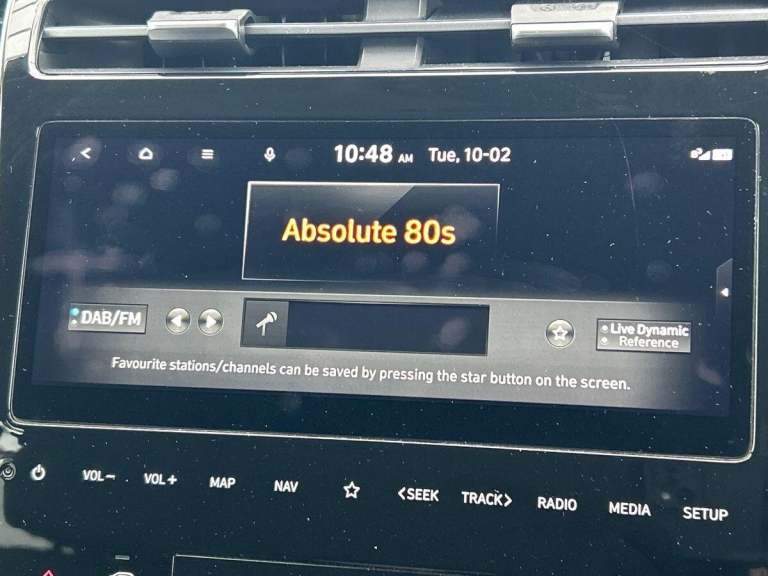 10:48 AM Tue, 10-02
Absolute 80s
DAB/FM
Live Dynamic
Reference
Favourite stations/channels can be saved by pressing the star button on the screen.
VOL− VOL+ MAP NAV <SEEK TRACK> RADIO MEDIA SETUP